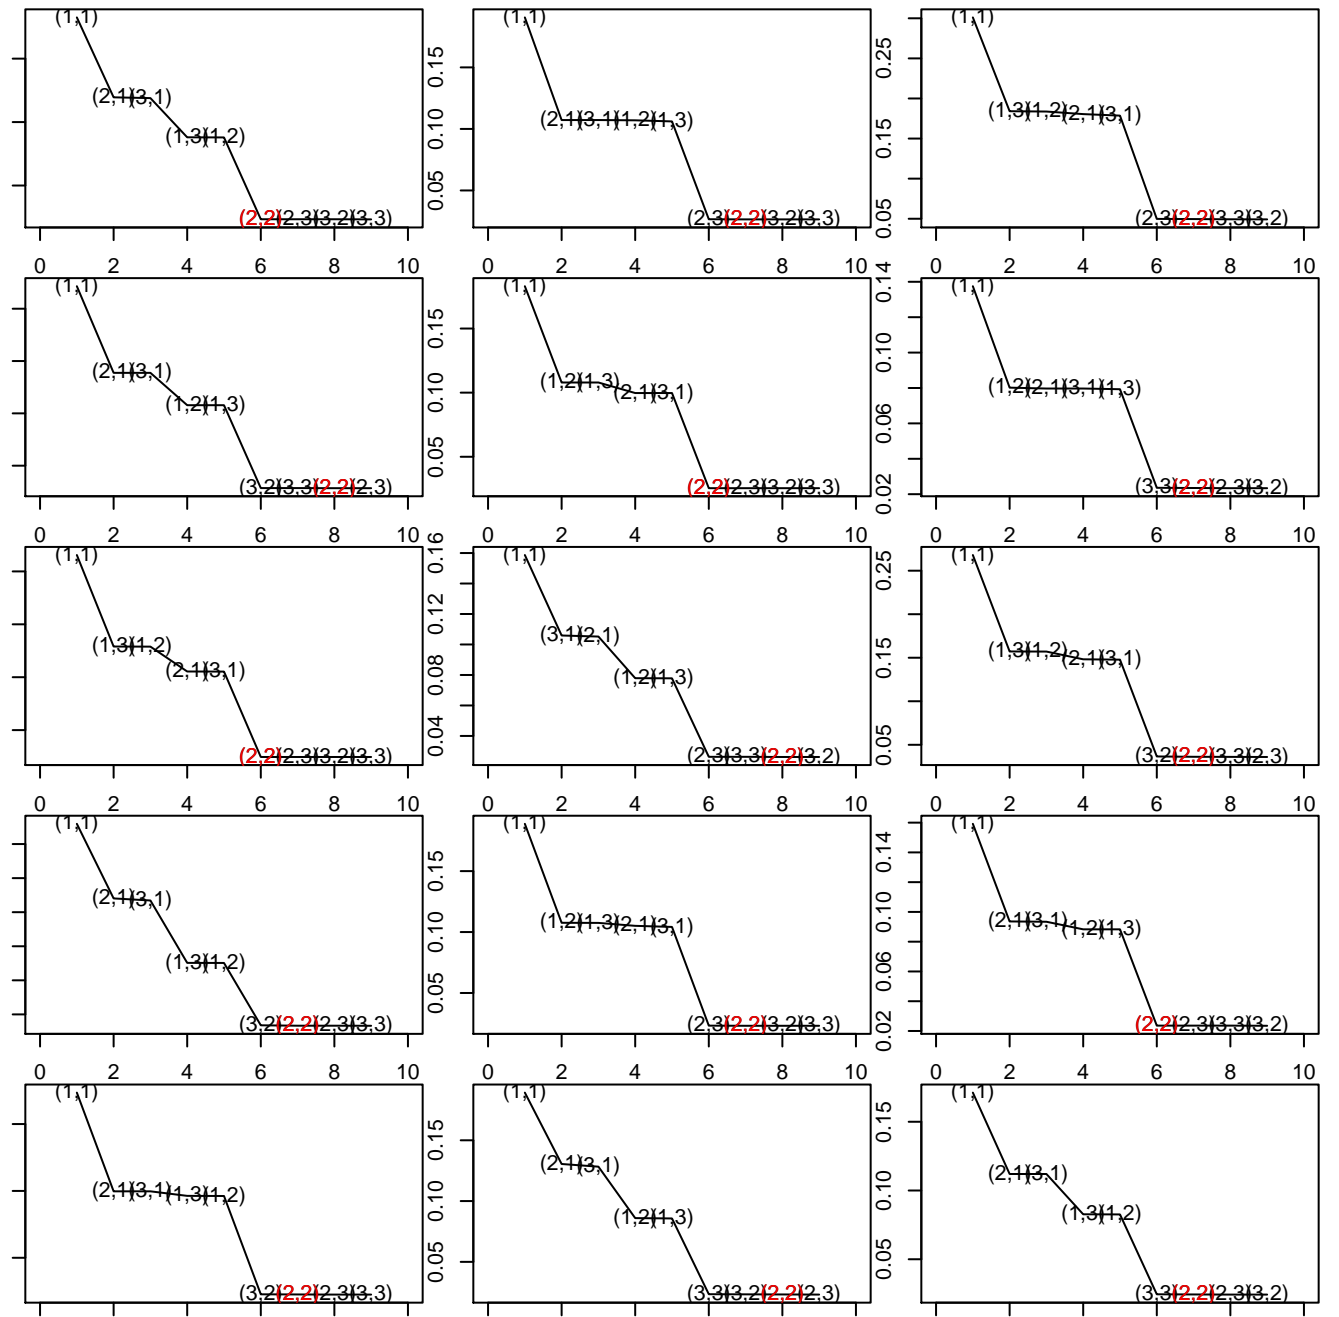 (1,1)
(2,1)(3,1)
(1,3)(1,2)
(2,2)(2,3)(3,2)(3,3)
0.05 0.10 0.15
(1,1)
(2,1)(3,1)(1,2)(1,3)
(2,3)(2,2)(3,2)(3,3)
0.05 0.15 0.25
(1,1)
(1,3)(1,2)(2,1)(3,1)
(2,3)(2,2)(3,3)(3,2)
0 2 4 6 8 10
0 2 4 6 8 10
0 2 4 6 8 10
(1,1)
(2,1)(3,1)
(1,2)(1,3)
(3,2)(3,3)(2,2)(2,3)
0.05 0.10 0.15
(1,1)
(1,2)(1,3)
(2,1)(3,1)
(2,2)(2,3)(3,2)(3,3)
0.02 0.06 0.10 0.14
(1,1)
(1,2)(2,1)(3,1)(1,3)
(3,3)(2,2)(2,3)(3,2)
0 2 4 6 8 10
0 2 4 6 8 10
0 2 4 6 8 10
(1,1)
(1,3)(1,2)
(2,1)(3,1)
(2,2)(2,3)(3,2)(3,3)
0.04 0.08 0.12 0.16
(1,1)
(3,1)(2,1)
(1,2)(1,3)
(2,3)(3,3)(2,2)(3,2)
0.05 0.15 0.25
(1,1)
(1,3)(1,2)
(2,1)(3,1)
(3,2)(2,2)(3,3)(2,3)
0 2 4 6 8 10
0 2 4 6 8 10
0 2 4 6 8 10
(1,1)
(2,1)(3,1)
(1,3)(1,2)
(3,2)(2,2)(2,3)(3,3)
0.05 0.10 0.15
(1,1)
(1,2)(1,3)(2,1)(3,1)
(2,3)(2,2)(3,2)(3,3)
0.02 0.06 0.10 0.14
(1,1)
(2,1)(3,1)
(1,2)(1,3)
(2,2)(2,3)(3,3)(3,2)
0 2 4 6 8 10
0 2 4 6 8 10
0 2 4 6 8 10
(1,1)
(2,1)(3,1)(1,3)(1,2)
(3,2)(2,2)(2,3)(3,3)
0.05 0.10 0.15
(1,1)
(2,1)(3,1)
(1,2)(1,3)
(3,3)(3,2)(2,2)(2,3)
0.05 0.10 0.15
(1,1)
(2,1)(3,1)
(1,3)(1,2)
(3,3)(2,2)(2,3)(3,2)